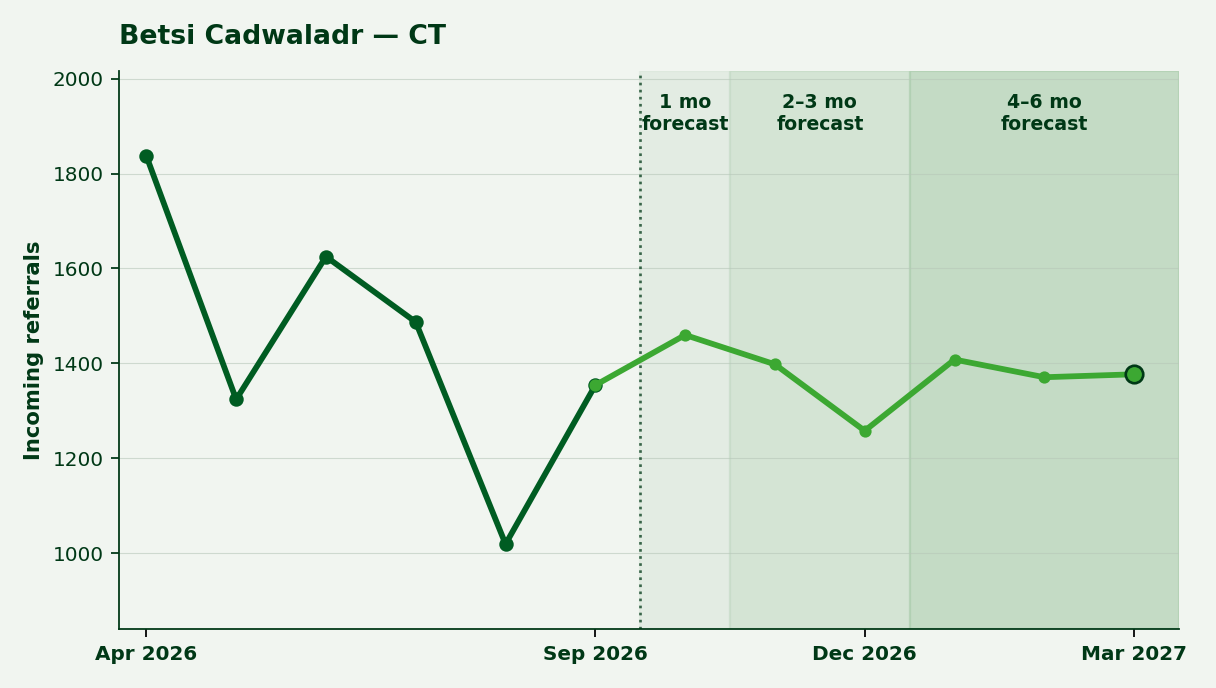 Betsi Cadwaladr — CT
2000
1800
1600
1400
1200
1000
Incoming referrals
1 mo
forecast
2–3 mo
forecast
4–6 mo
forecast
Apr 2026
Sep 2026
Dec 2026
Mar 2027